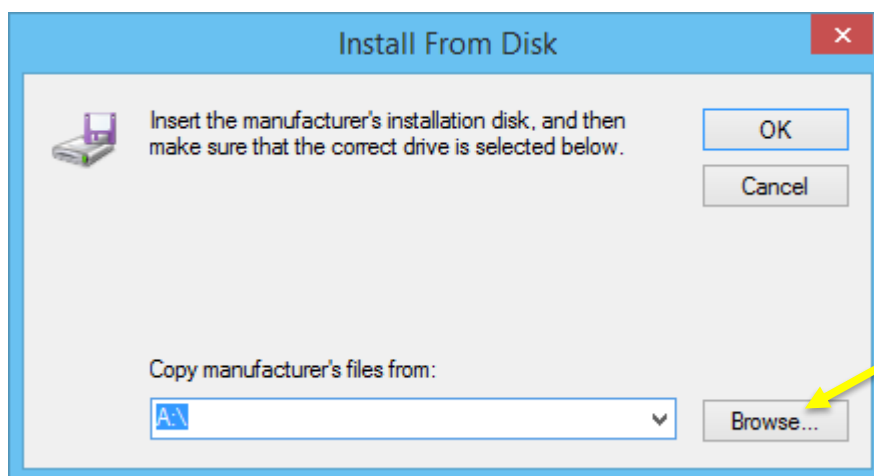 Install From Disk
Insert the manufacturer's installation disk, and then
make sure that the correct drive is selected below.
OK
Cancel
Copy manufacturer's files from:
A:\
Browse...